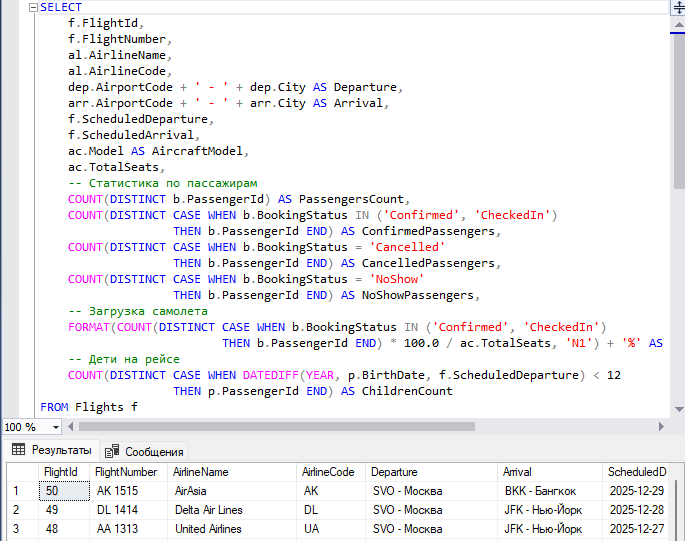 SELECT
f.FlightId,
f.FlightNumber,
al.AirlineName,
al.AirlineCode,
dep.AirportCode + ' - ' + dep.City AS Departure,
arr.AirportCode + ' - ' + arr.City AS Arrival,
f.ScheduledDeparture,
f.ScheduledArrival,
ac.Model AS AircraftModel,
ac.TotalSeats,
-- Статистика по пассажирам
COUNT(DISTINCT b.PassengerId) AS PassengersCount,
COUNT(DISTINCT CASE WHEN b.BookingStatus IN ('Confirmed', 'CheckedIn')
THEN b.PassengerId END) AS ConfirmedPassengers,
COUNT(DISTINCT CASE WHEN b.BookingStatus = 'Cancelled'
THEN b.PassengerId END) AS CancelledPassengers,
COUNT(DISTINCT CASE WHEN b.BookingStatus = 'NoShow'
THEN b.PassengerId END) AS NoShowPassengers,
-- Загрузка самолета
FORMAT(COUNT(DISTINCT CASE WHEN b.BookingStatus IN ('Confirmed', 'CheckedIn')
THEN b.PassengerId END) * 100.0 / ac.TotalSeats, 'N1') + '%' AS
-- Дети на рейсе
COUNT(DISTINCT CASE WHEN DATEDIFF(YEAR, p.BirthDate, f.ScheduledDeparture) < 12
THEN p.PassengerId END) AS ChildrenCount
FROM Flights f
100 %
Результаты Сообщения
FlightId FlightNumber AirlineName AirlineCode Departure Arrival ScheduledD
1 50 AK 1515 AirAsia AK SVO - Москва BKK - Бангкок 2025-12-29
2 49 DL 1414 Delta Air Lines DL SVO - Москва JFK - Нью-Йорк 2025-12-28
3 48 AA 1313 United Airlines UA SVO - Москва JFK - Нью-Йорк 2025-12-27